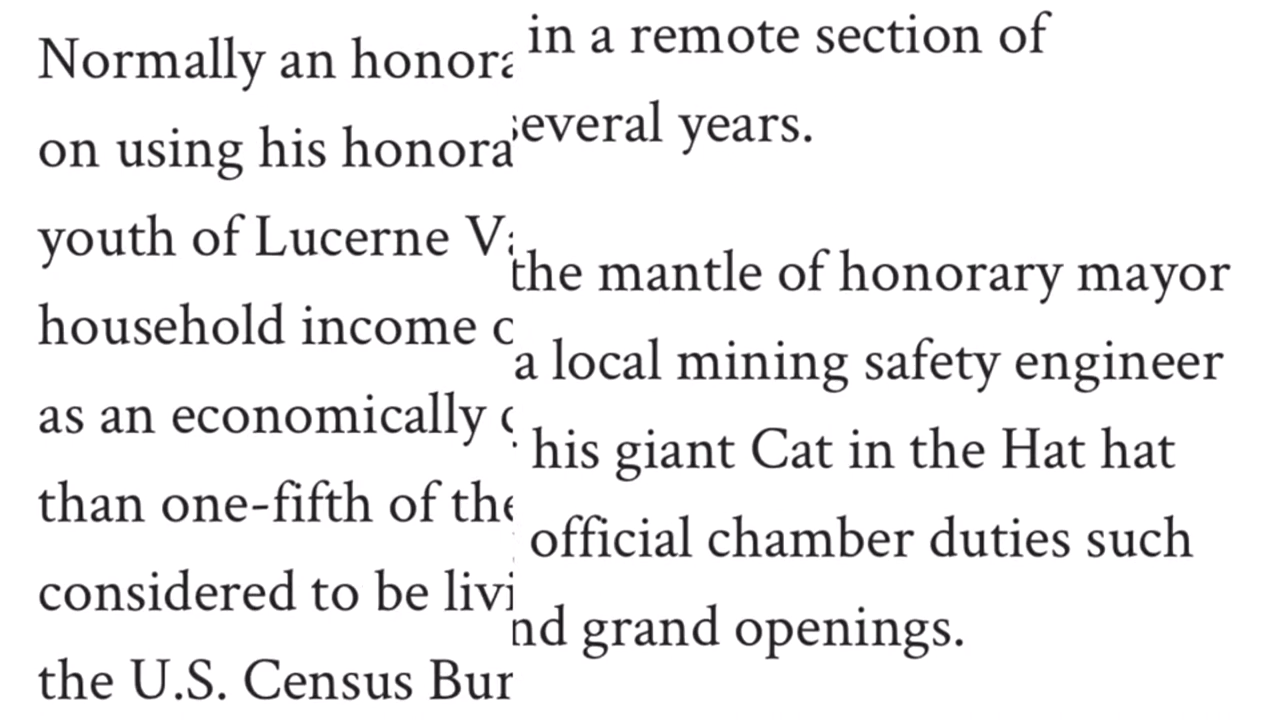 Normally an honora
on using his honora
youth of Lucerne Va
household income o
as an economically
than one-fifth of the
considered to be livi
the U.S. Census Bur
in a remote section of
several years.
the mantle of honorary mayor
a local mining safety engineer
his giant Cat in the Hat hat
official chamber duties such
nd grand openings.